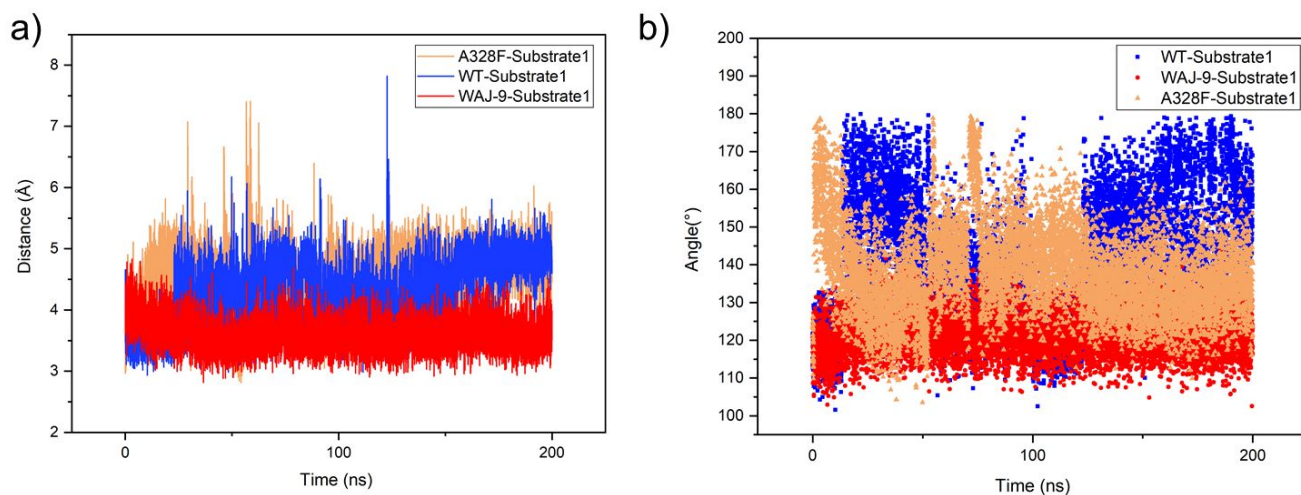 a)
8
7
6
5
4
3
2
Distance (Å)
0
100
200
Time (ns)
A328F-Substrate1
WT-Substrate1
WAJ-9-Substrate1
b)
200
190
180
170
160
150
140
130
120
110
100
Angle(°)
0
100
200
Time (ns)
WT-Substrate1
WAJ-9-Substrate1
A328F-Substrate1